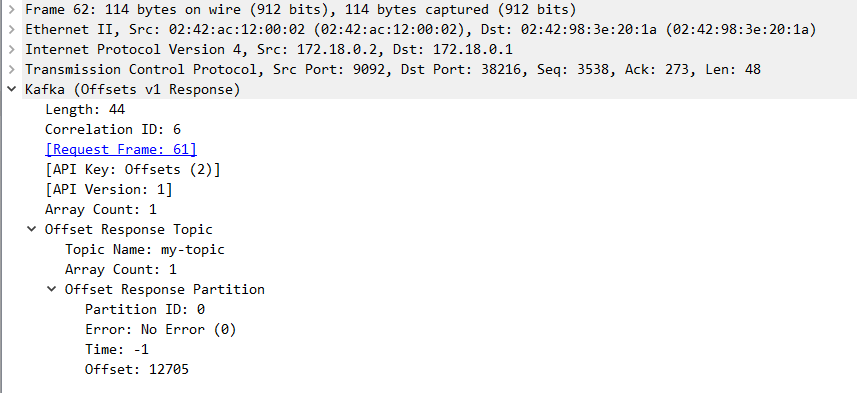 Frame 62: 114 bytes on wire (912 bits), 114 bytes captured (912 bits)
Ethernet II, Src: 02:42:ac:12:00:02 (02:42:ac:12:00:02), Dst: 02:42:98:3e:20:1a (02:42:98:3e:20:1a)
Internet Protocol Version 4, Src: 172.18.0.2, Dst: 172.18.0.1
Transmission Control Protocol, Src Port: 9092, Dst Port: 38216, Seq: 3538, Ack: 273, Len: 48
Kafka (Offsets v1 Response)
Length: 44
Correlation ID: 6
[Request Frame: 61]
[API Key: Offsets (2)]
[API Version: 1]
Array Count: 1
Offset Response Topic
Topic Name: my-topic
Array Count: 1
Offset Response Partition
Partition ID: 0
Error: No Error (0)
Time: -1
Offset: 12705